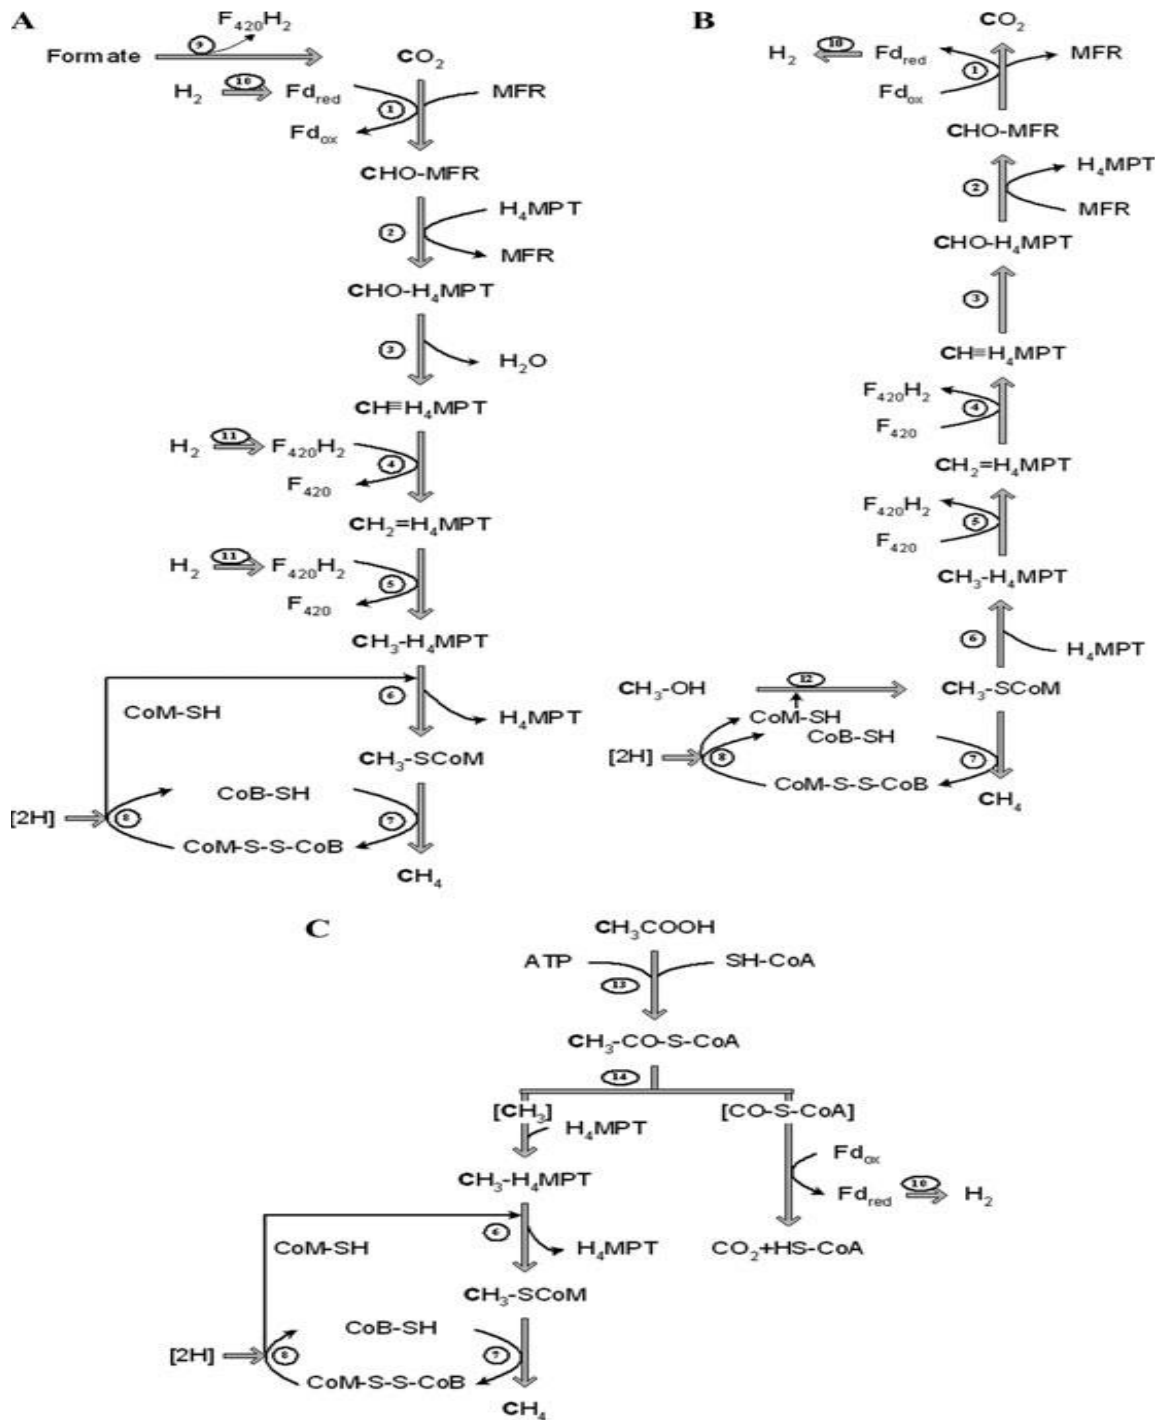 A
F420H2
9
Formate
CO2
H2
10
Fdred
MFR
1
Fdox
CHO-MFR
H4MPT
2
MFR
CHO-H4MPT
3
H2O
CH≡H4MPT
H2
11
F420H2
4
F420
CH2=H4MPT
H2
11
F420H2
5
F420
CH3-H4MPT
CoM-SH
6
H4MPT
CH3-SCoM
CoB-SH
[2H]
8
7
CoM-S-S-CoB
CH4
B
CO2
H2
10
Fdred
MFR
1
Fdox
CHO-MFR
H4MPT
2
MFR
CHO-H4MPT
3
CH≡H4MPT
F420H2
4
F420
CH2=H4MPT
F420H2
5
F420
CH3-H4MPT
6
H4MPT
CH3-OH
12
CH3-SCoM
CoM-SH
CoB-SH
[2H]
8
7
CoM-S-S-CoB
CH4
C
CH3COOH
ATP
SH-CoA
13
CH3-CO-S-CoA
14
[CH3]
[CO-S-CoA]
H4MPT
Fdox
CH3-H4MPT
Fdred
10
H2
CoM-SH
6
H4MPT
CO2+HS-CoA
CH3-SCoM
CoB-SH
[2H]
8
7
CoM-S-S-CoB
CH4